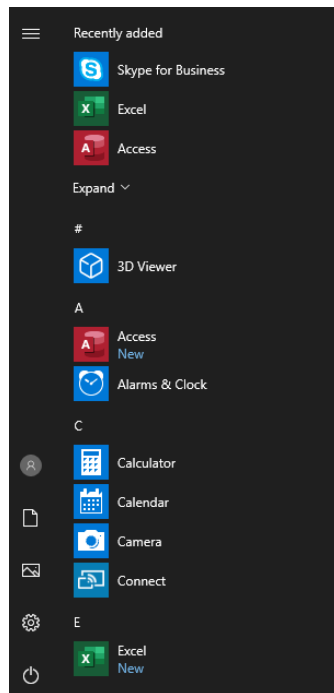 Recently added
Skype for Business
Excel
Access
Expand
#
3D Viewer
A
Access
New
Alarms & Clock
C
Calculator
Calendar
Camera
Connect
E
Excel
New